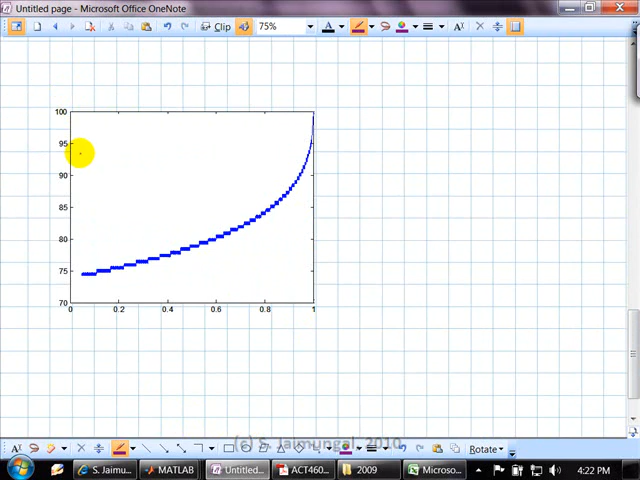 Untitled page - Microsoft Office OneNote
Clip
75%
A
100
95
90
85
80
75
70
0
0.2
0.4
0.6
0.8
1
(c) S. Jaimungal, 2010
Rotate
S. Jaimu...
MATLAB
Untitled...
ACT460...
2009
Microso...
4:22 PM